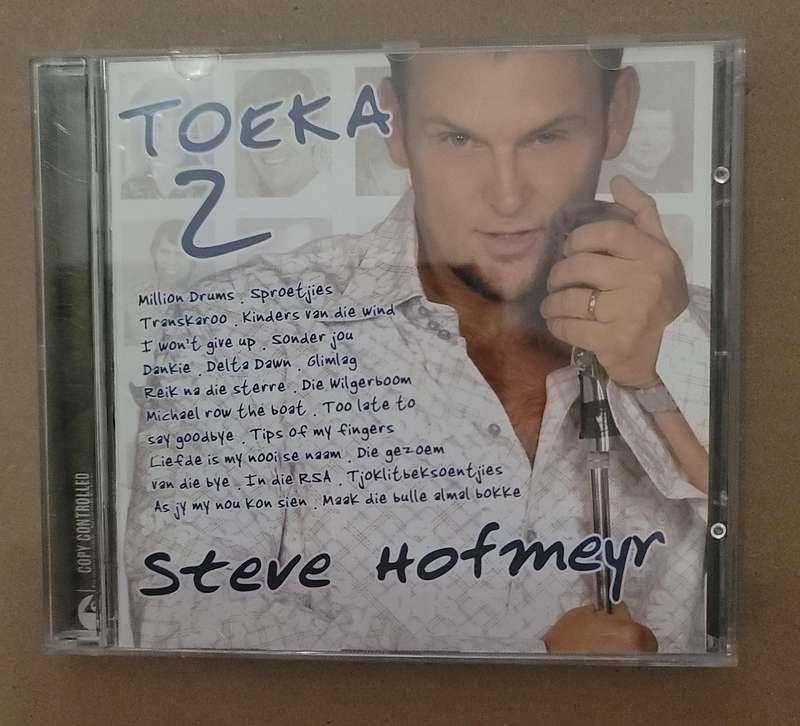 TOEKA
2
Million Drums . Sproetjies
Transkaroo . Kinders van die wind
I won't give up . Sonder jou
Dankie . Delta Dawn . Glimlag
Reik na die sterre . Die Wilgerboom
Michael row the boat . Too late to
say goodbye . Tips of my fingers
Liefde is my nooi se naam . Die gezoem
van die bye . In die RSA . Tjoklitbeksoentjies
As jy my nou kon sien . Maak die bulle almal bokke
Steve Hofmeyr
COPY CONTROLLED